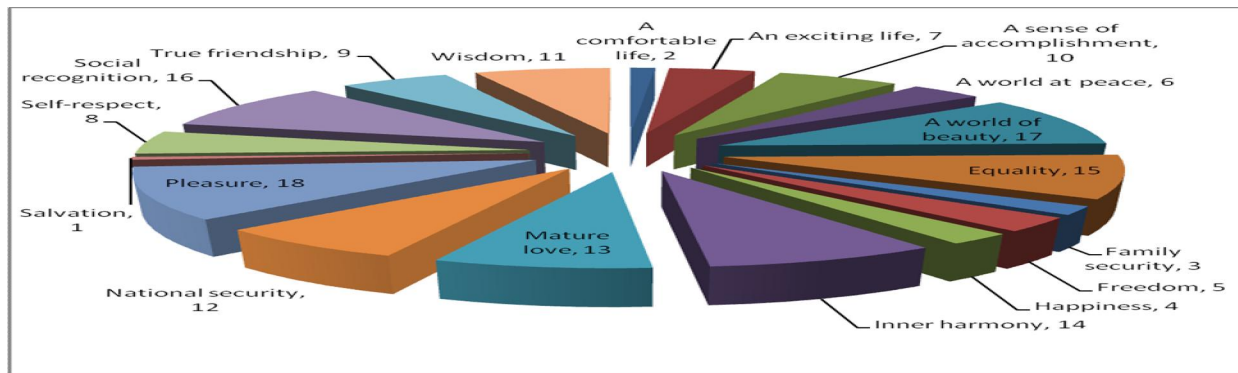 A
comfortable
life, 2
An exciting life, 7
A sense of
accomplishment,
10
A world at peace, 6
A world of
beauty, 17
Equality, 15
Family
security, 3
Freedom, 5
Happiness, 4
Inner harmony, 14
Mature
love, 13
National security,
12
Pleasure, 18
Salvation,
1
Self-respect,
8
Social
recognition, 16
True friendship, 9
Wisdom, 11